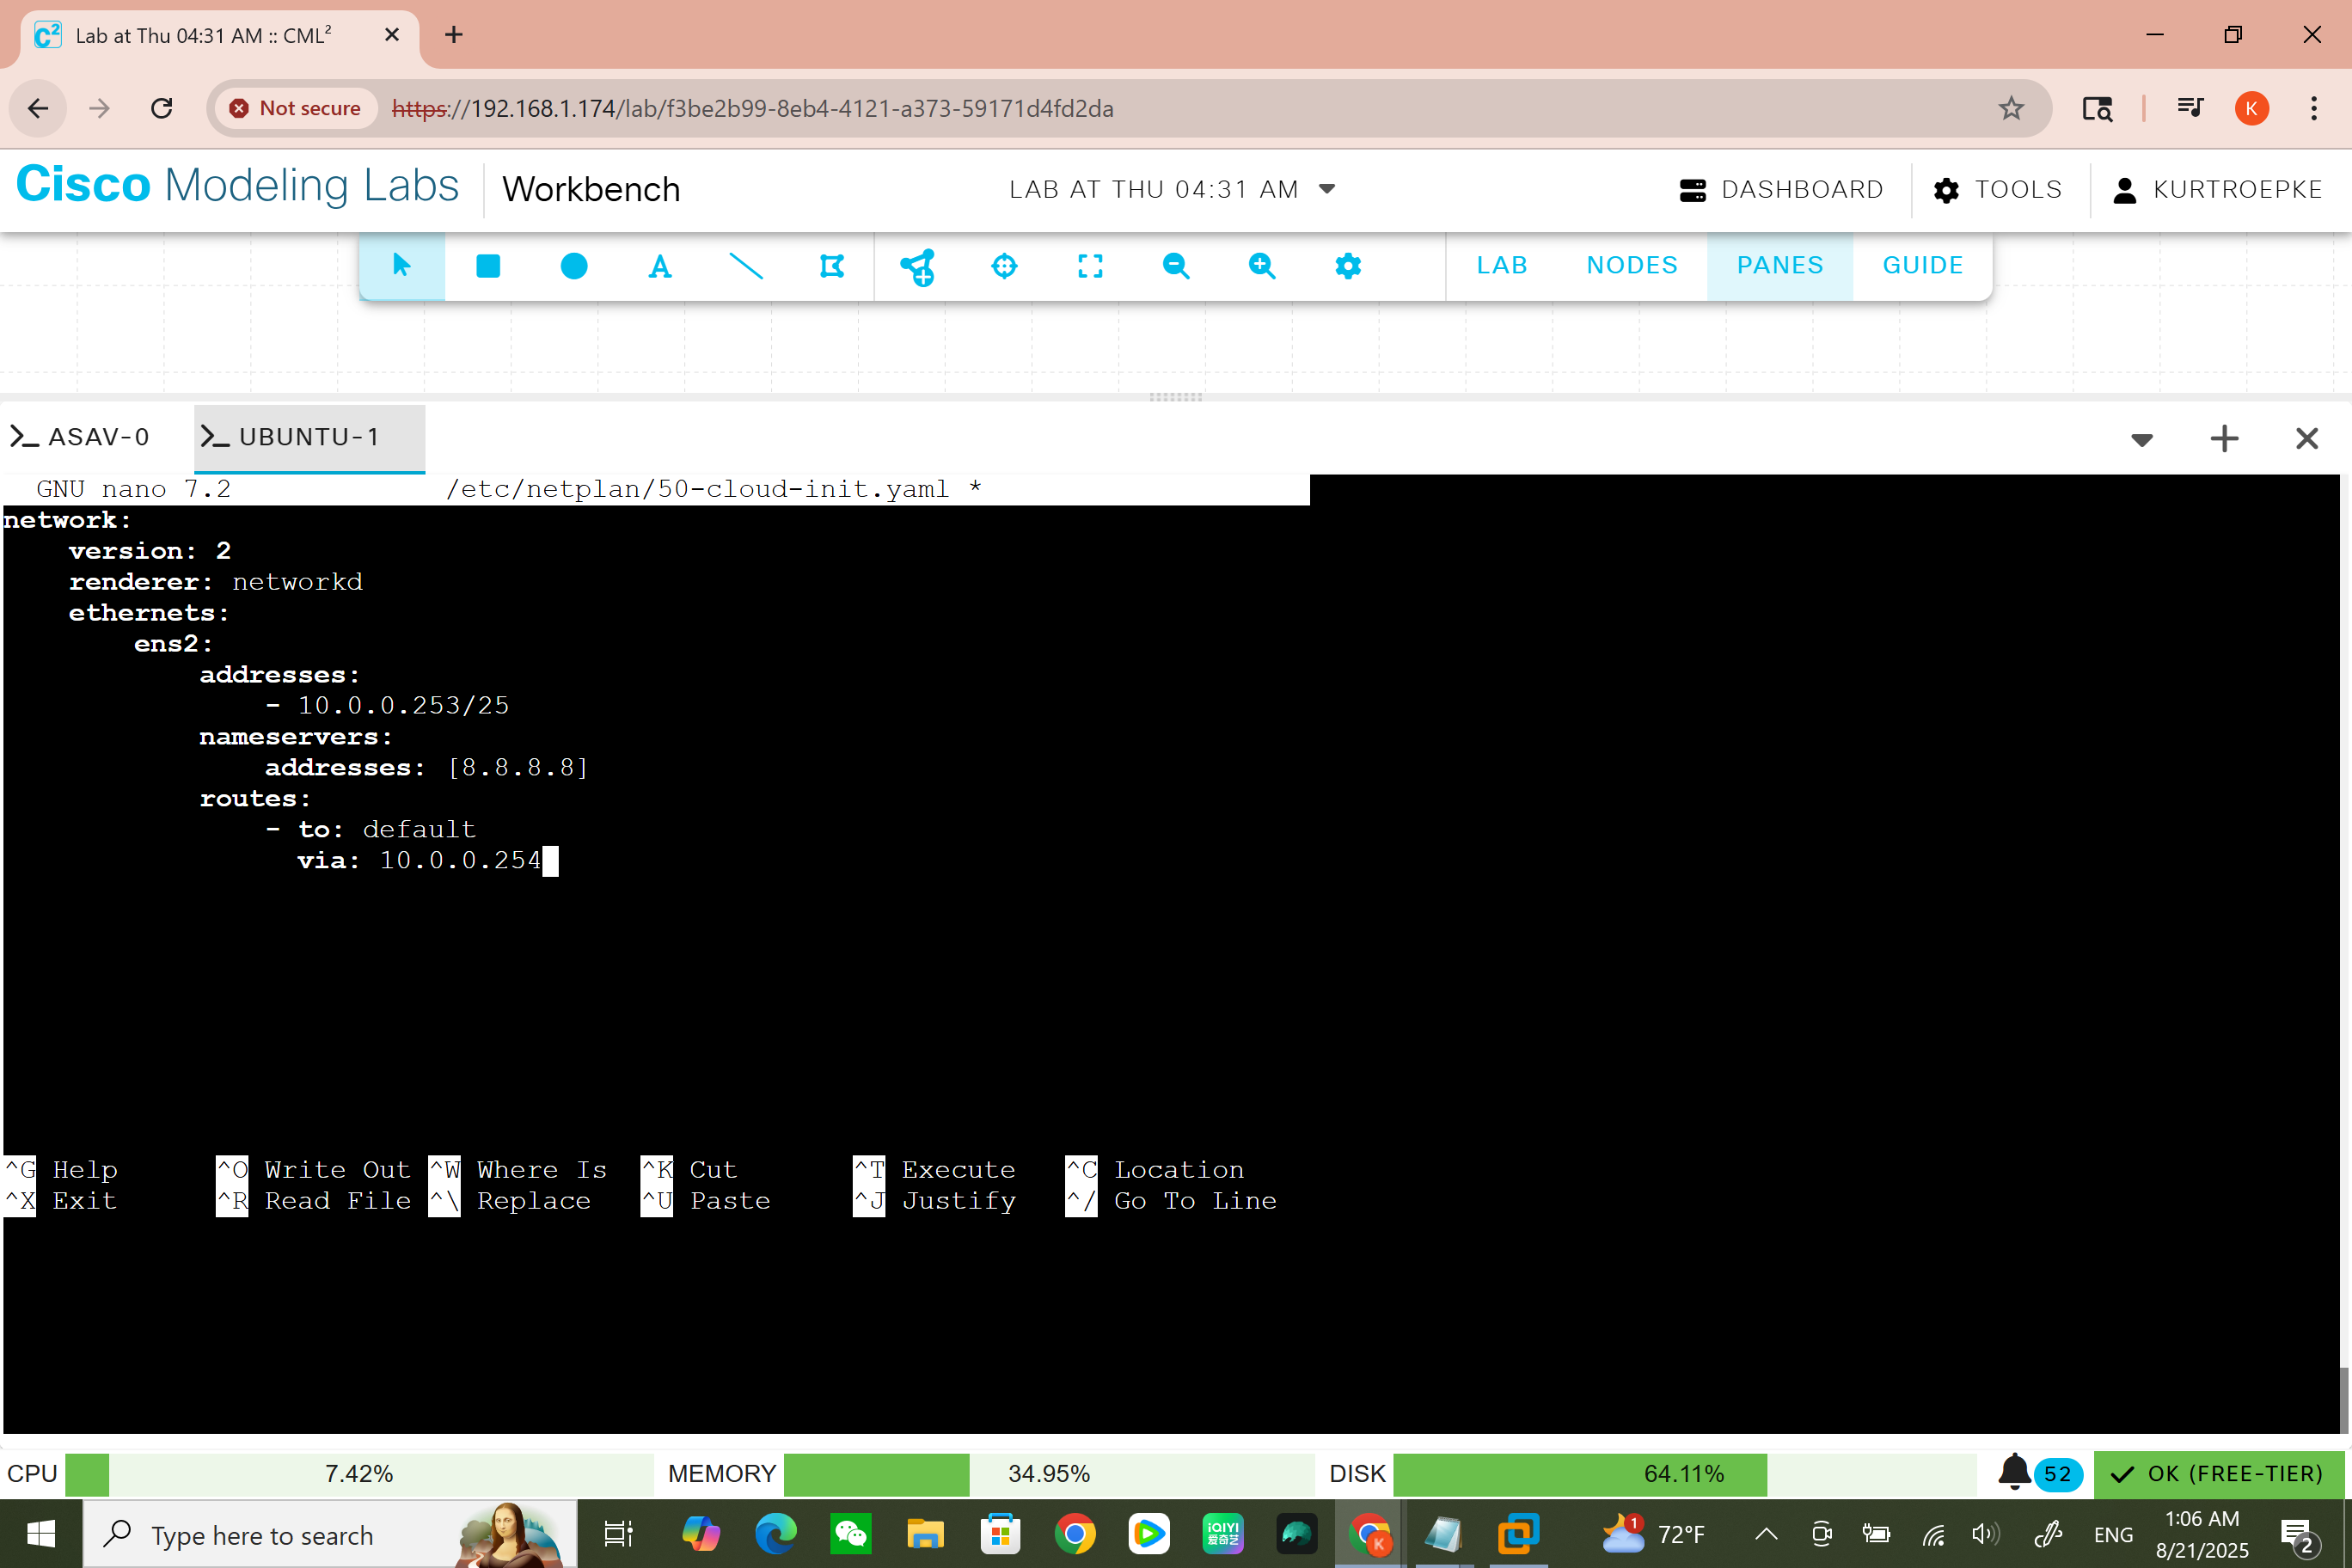 Lab at Thu 04:31 AM :: CML²
Not secure https://192.168.1.174/lab/f3be2b99-8eb4-4121-a373-59171d4fd2da
K
Cisco Modeling Labs Workbench LAB AT THU 04:31 AM DASHBOARD TOOLS KURTROEPKE
A LAB NODES PANES GUIDE
>_ ASAV-0 >_ UBUNTU-1
GNU nano 7.2 /etc/netplan/50-cloud-init.yaml *
network:
version: 2
renderer: networkd
ethernets:
ens2:
addresses:
- 10.0.0.253/25
nameservers:
addresses: [8.8.8.8]
routes:
- to: default
via: 10.0.0.254
^G Help ^O Write Out ^W Where Is ^K Cut ^T Execute ^C Location
^X Exit ^R Read File ^\ Replace ^U Paste ^J Justify ^/ Go To Line
CPU 7.42% MEMORY 34.95% DISK 64.11% 52 OK (FREE-TIER)
Type here to search iQIYI 爱奇艺 K 1 72°F ENG 1:06 AM
8/21/2025 2